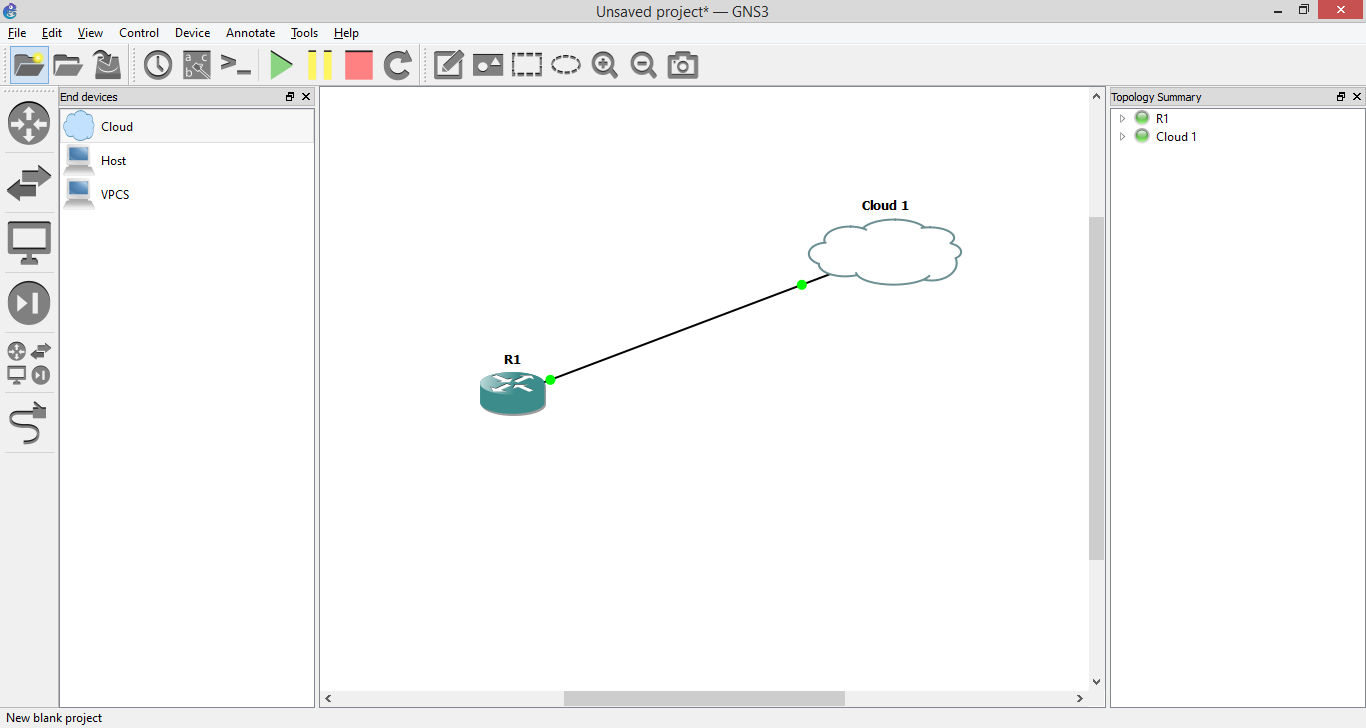 Unsaved project* — GNS3
File Edit View Control Device Annotate Tools Help
End devices
Cloud
Host
VPCS
Cloud 1
R1
Topology Summary
R1
Cloud 1
New blank project